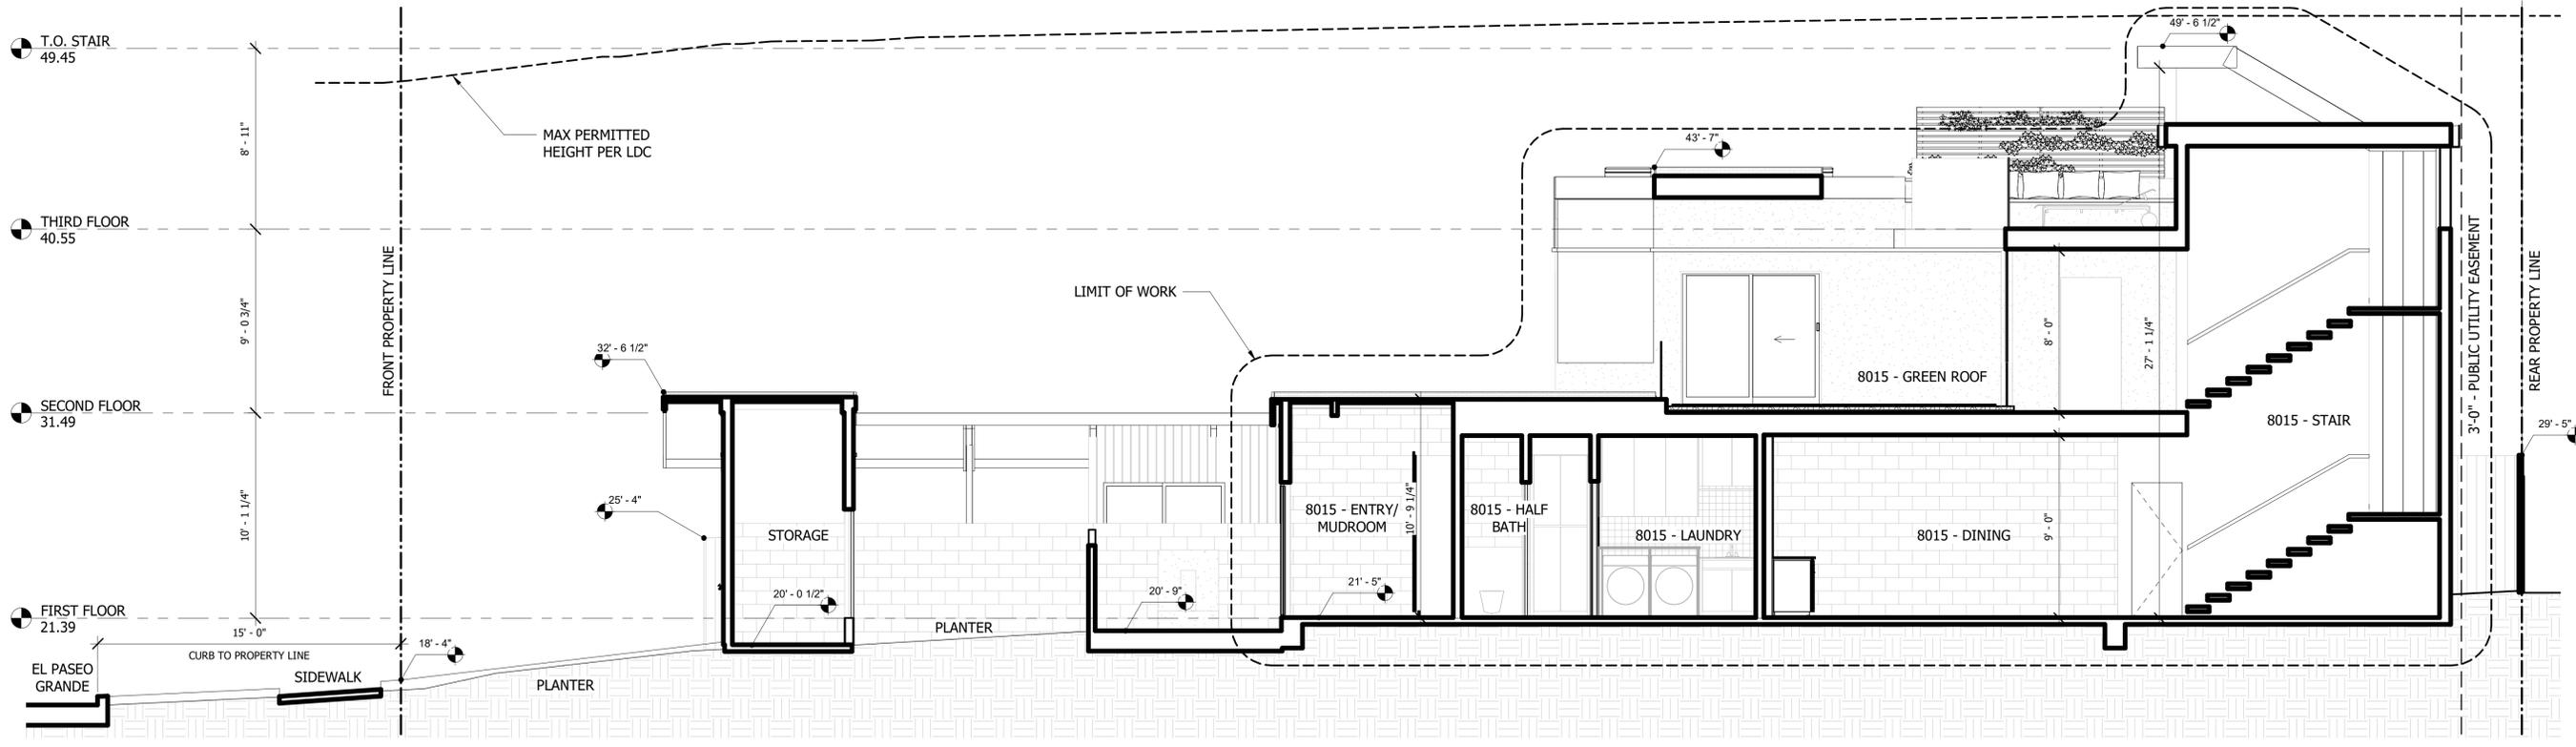 T.O. STAIR
49.45
8' - 11"
THIRD FLOOR
40.55
9' - 0 3/4"
SECOND FLOOR
31.49
10' - 1 1/4"
FIRST FLOOR
21.39
15' - 0"
CURB TO PROPERTY LINE
EL PASEO
GRANDE
SIDEWALK
FRONT PROPERTY LINE
18' - 4"
PLANTER
MAX PERMITTED
HEIGHT PER LDC
32' - 6 1/2"
25' - 4"
STORAGE
20' - 0 1/2"
PLANTER
20' - 9"
LIMIT OF WORK
8015 - ENTRY/
MUDROOM
21' - 5"
10' - 9 1/4"
8015 - HALF
BATH
8015 - LAUNDRY
8015 - DINING
9' - 0"
8015 - GREEN ROOF
8' - 0"
27' - 1 1/4"
43' - 7"
49' - 6 1/2"
8015 - STAIR
3'-0" - PUBLIC UTILITY EASEMENT
REAR PROPERTY LINE
29' - 5"